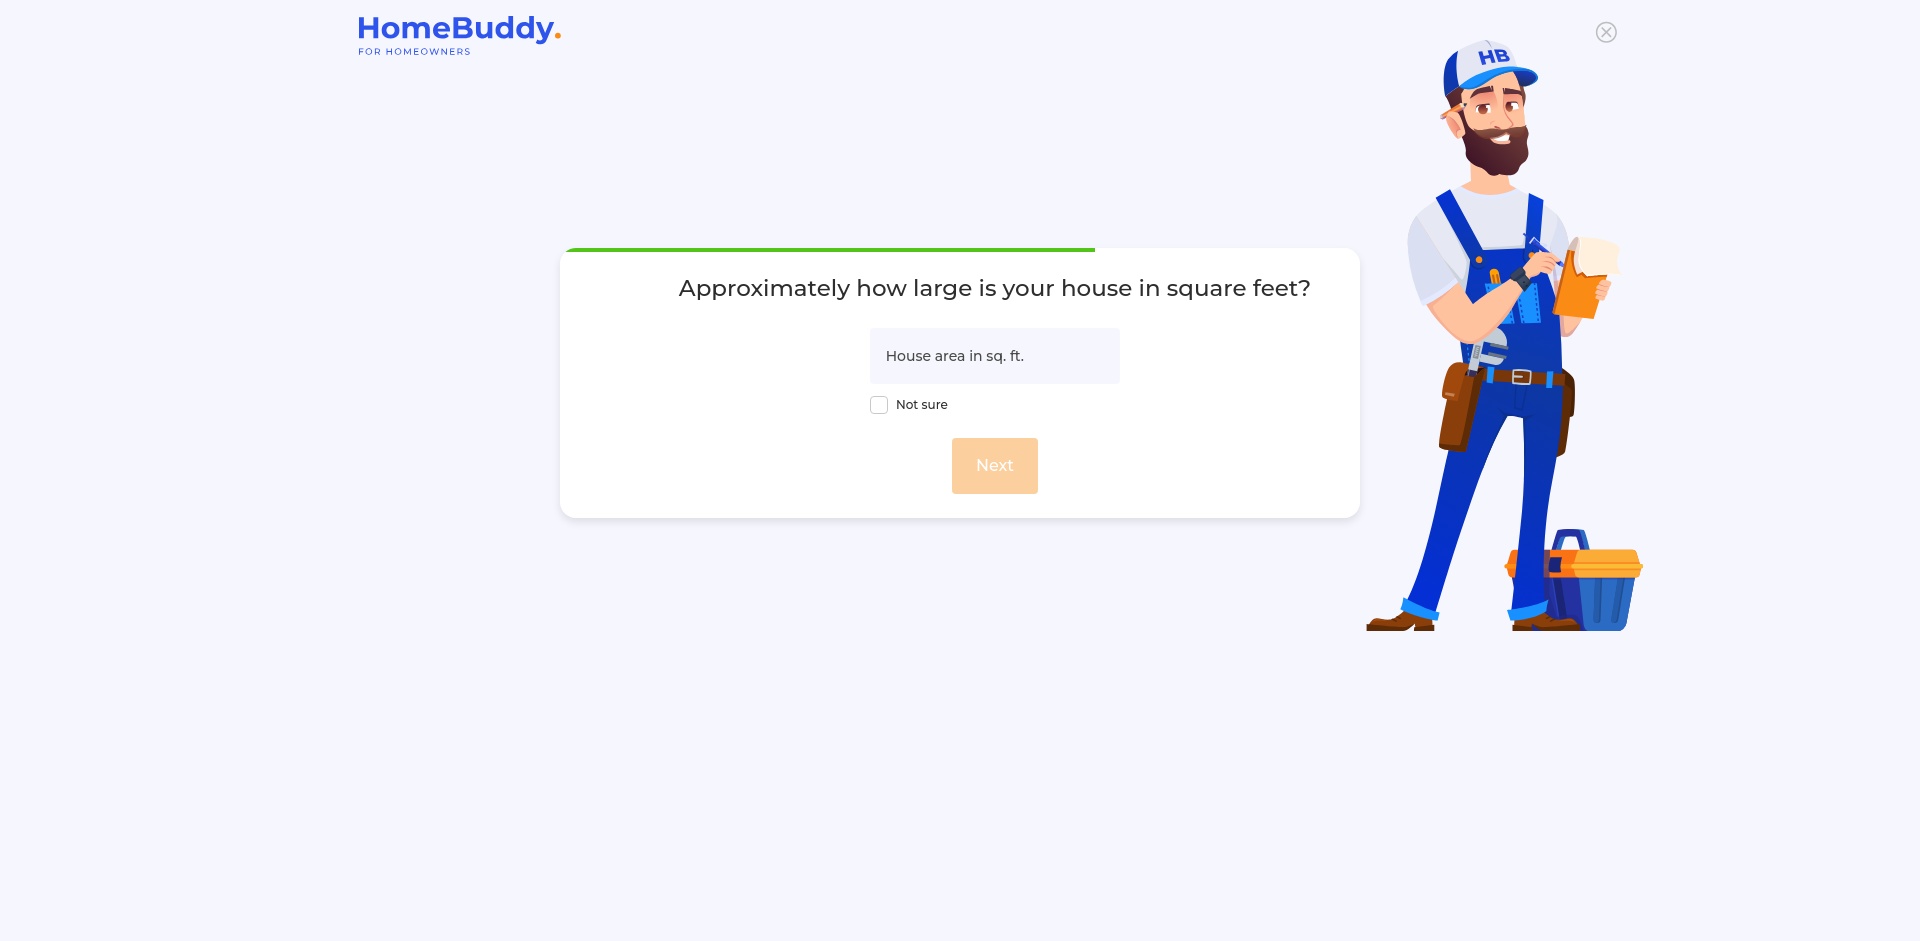 HomeBuddy.
FOR HOMEOWNERS
HB
Approximately how large is your house in square feet?
House area in sq. ft.
Not sure
Next